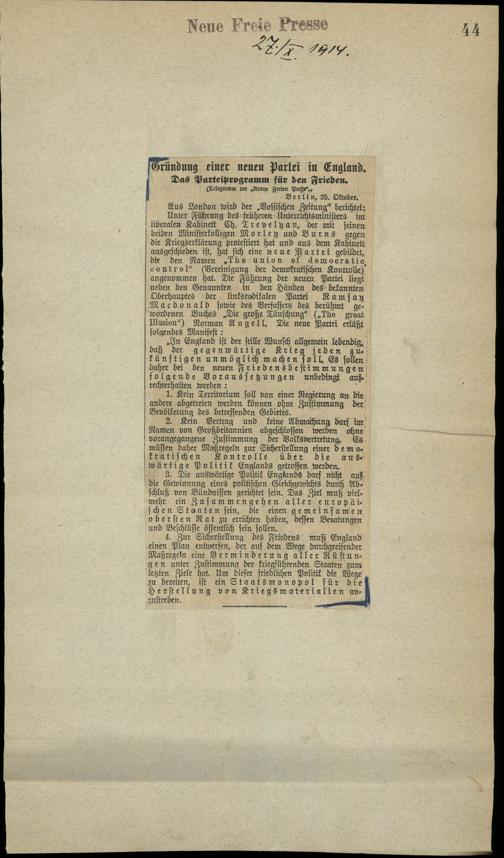 Neue Freie Presse
44
27./X. 1914.
Gründung einer neuen Partei in England.
Das Parteiprogramm für den Frieden.
(Telegramm der „Neuen Freien Presse“.)
Berlin, 25. Oktober.
Aus London wird der „Vossischen Zeitung“ berichtet:
Unter Führung des früheren Unterrichtsministers im
liberalen Kabinett Ch. Trevelyan, der mit seinen
beiden Ministerkollegen Morley und Burns gegen
die Kriegserklärung protestiert hat und aus dem Kabinett
ausgeschieden ist, hat sich eine neue Partei gebildet,
die den Namen „The union of democratic
control“ (Vereinigung der demokratischen Kontrolle)
angenommen hat. Die Führung der neuen Partei liegt
neben den Genannten in den Händen des bekannten
Oberhauptes der linksradikalen Partei Ramsay
Macdonald sowie des Verfassers des berühmt ge-
wordenen Buches „Die große Täuschung“ („The great
Illusion“) Norman Angell. Die neue Partei erläßt
folgendes Manifest:
„In England ist der stille Wunsch allgemein lebendig,
daß der gegenwärtige Krieg jeden zu-
künftigen unmöglich machen soll. Es sollen
daher bei den neuen Friedensbestimmungen
folgende Voraussetzungen unbedingt auf-
rechterhalten werden:
1. Kein Territorium soll von einer Regierung an die
andere abgetreten werden können ohne Zustimmung der
Bevölkerung des betreffenden Gebietes.
2. Kein Vertrag und keine Abmachung darf im
Namen von Großbritannien abgeschlossen werden ohne
vorangegangene Zustimmung der Volksvertretung. Es
müssen daher Maßregeln zur Sicherstellung einer demo-
kratischen Kontrolle über die aus-
wärtige Politik Englands getroffen werden.
3. Die auswärtige Politik Englands darf nicht auf
die Gewinnung eines politischen Gleichgewichts durch Ab-
schluß von Bündnissen gerichtet sein. Das Ziel muß viel-
mehr ein Zusammengehen aller europäi-
schen Staaten sein, die einen gemeinsamen
obersten Rat zu errichten haben, dessen Beratungen
und Beschlüsse öffentlich sein sollen.
4. Zur Sicherstellung des Friedens muß England
einen Plan entwerfen, der auf dem Wege durchgreifender
Maßregeln eine Verminderung aller Rüstun-
gen unter Zustimmung der kriegführenden Staaten zum
letzten Ziele hat. Um dieser friedlichen Politik die Wege
zu bereiten, ist ein Staatsmonopol für die
Herstellung von Kriegsmaterialien an-
zustreben.